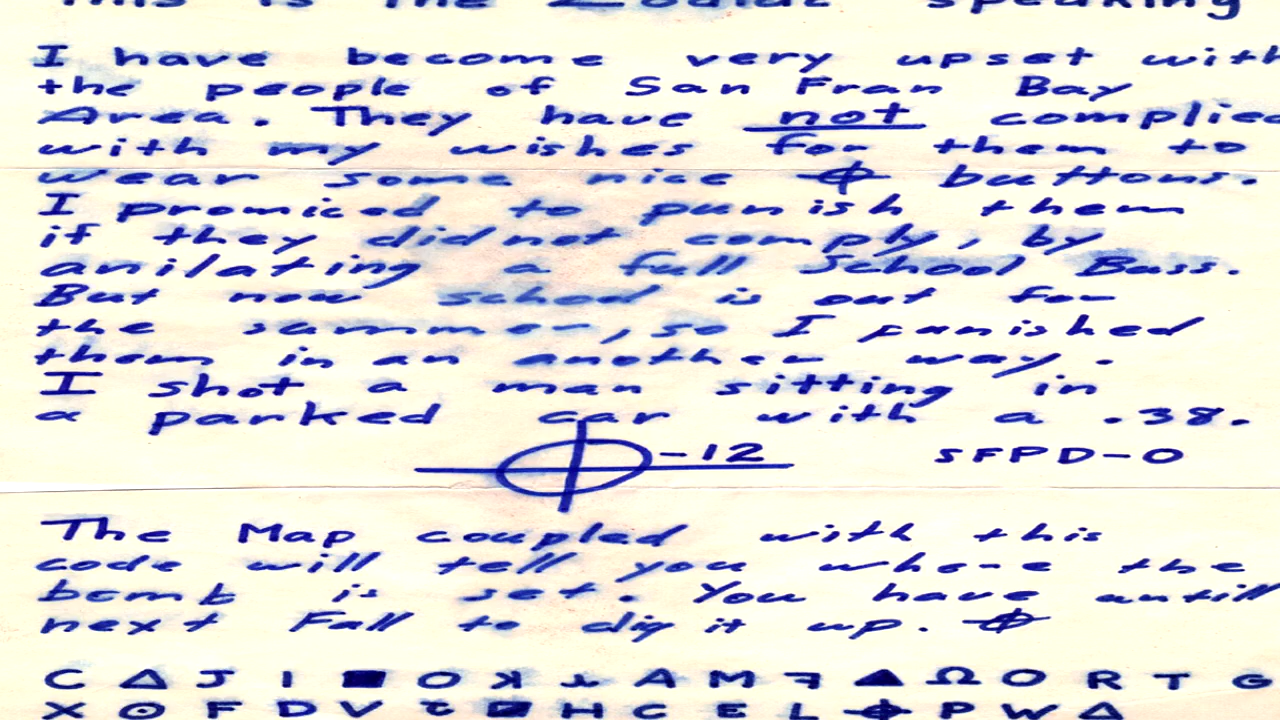 This is the Zodiac speaking
I have become very upset with
the people of San Fran Bay
Area. They have not complied
with my wishes for them to
wear some nice ⌖ buttons.
I promiced to punish them
if they did not comply, by
anilating a full School Buss.
But now school is out for
the summer, so I punished
them in an another way.
I shot a man sitting in
a parked car with a .38.
⌖-12 SFPD-0
The Map coupled with this
code will tell you where the
bomb is set. You have antill
next Fall to dig it up. ⌖
C Δ J I ■ O A M ▲ Ω O R T G
X ⊙ F D V H C E L ⌖ P W Δ